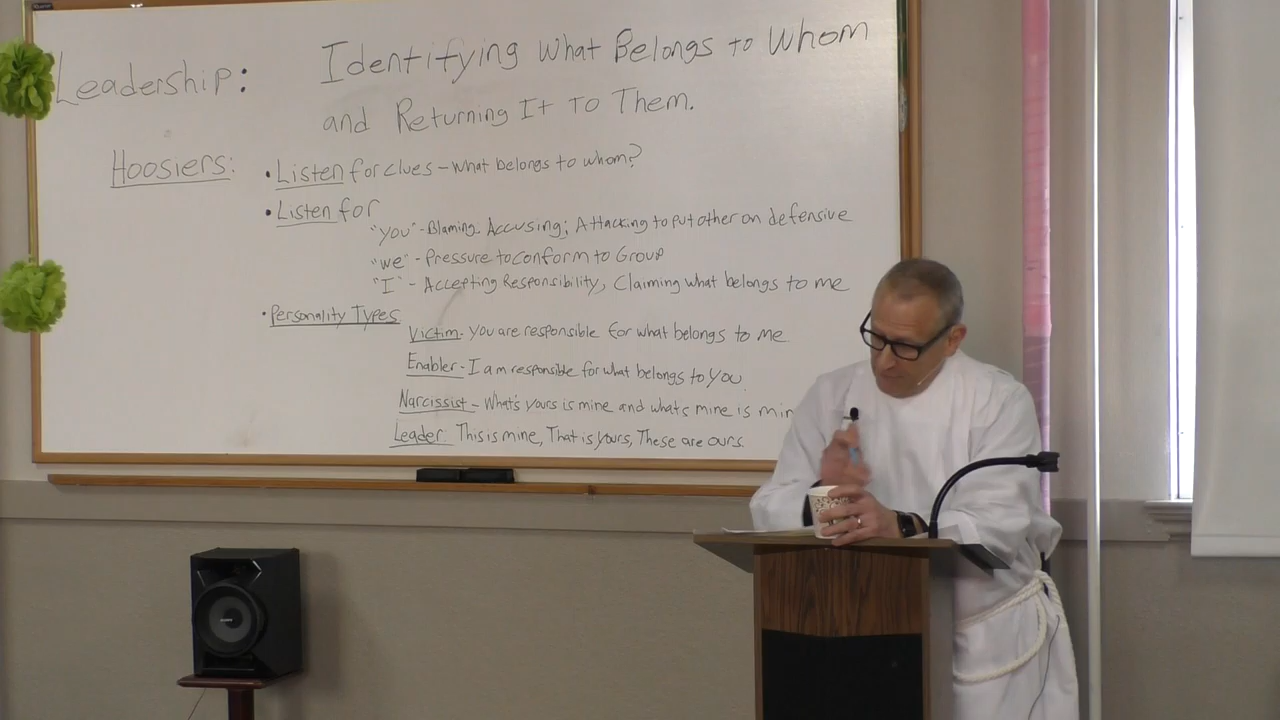 Leadership: Identifying What Belongs to Whom
and Returning It To Them.
Hoosiers: • Listen for clues – What belongs to whom?
• Listen for
"you" - Blaming. Accusing; Attacking to put other on defensive
"we" - Pressure to conform to Group
"I" - Accepting Responsibility, Claiming what belongs to me
• Personality Types
Victim - You are responsible for what belongs to me
Enabler - I am responsible for what belongs to you.
Narcissist – What's yours is mine and what's mine is min
Leader: This is mine, That is yours, These are ours.
SONY